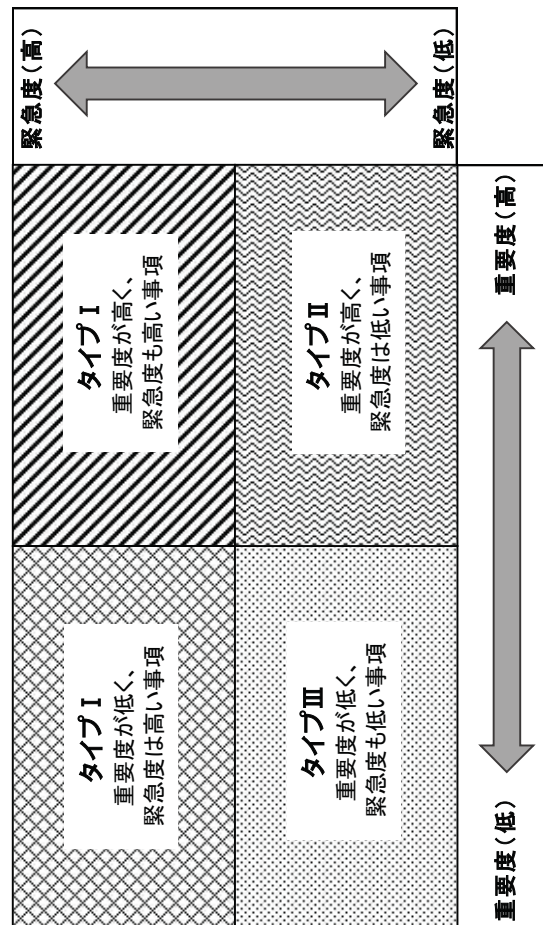 タイプⅠ
重要度が低く、
緊急度は高い事項
タイプⅠ
重要度が高く、
緊急度も高い事項
緊急度(高)
タイプⅢ
重要度が低く、
緊急度も低い事項
タイプⅡ
重要度が高く、
緊急度は低い事項
緊急度(低)
重要度(低)
重要度(高)